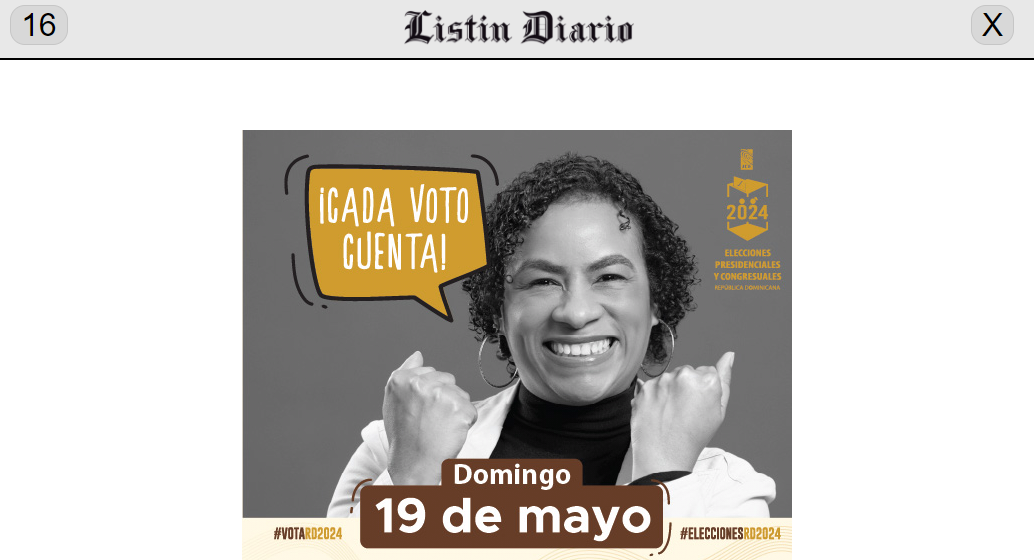 16
Listin Diario
X
¡CADA VOTO
CUENTA!
2024
ELECCIONES
PRESIDENCIALES
Y CONGRESUALES
REPÚBLICA DOMINICANA
Domingo
19 de mayo
#VOTARD2024
#ELECCIONESRD2024